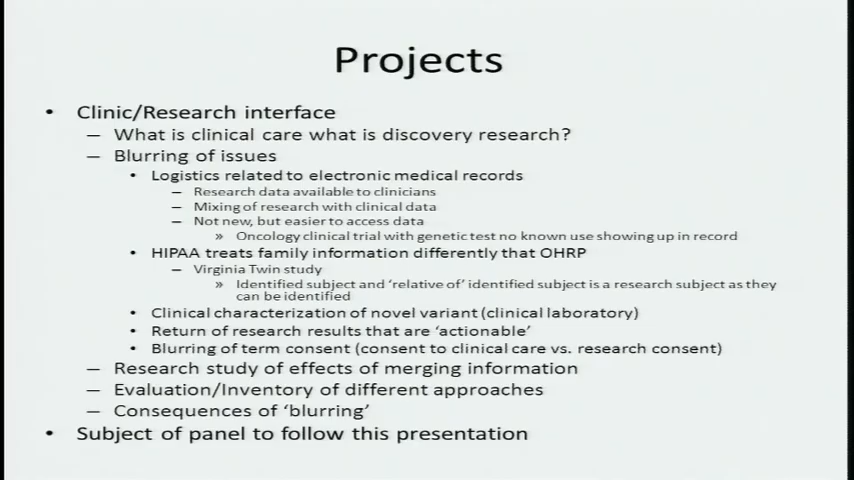 Projects
• Clinic/Research interface
– What is clinical care what is discovery research?
– Blurring of issues
• Logistics related to electronic medical records
– Research data available to clinicians
– Mixing of research with clinical data
– Not new, but easier to access data
» Oncology clinical trial with genetic test no known use showing up in record
• HIPAA treats family information differently that OHRP
– Virginia Twin study
» Identified subject and 'relative of' identified subject is a research subject as they
can be identified
• Clinical characterization of novel variant (clinical laboratory)
• Return of research results that are 'actionable'
• Blurring of term consent (consent to clinical care vs. research consent)
– Research study of effects of merging information
– Evaluation/Inventory of different approaches
– Consequences of 'blurring'
• Subject of panel to follow this presentation